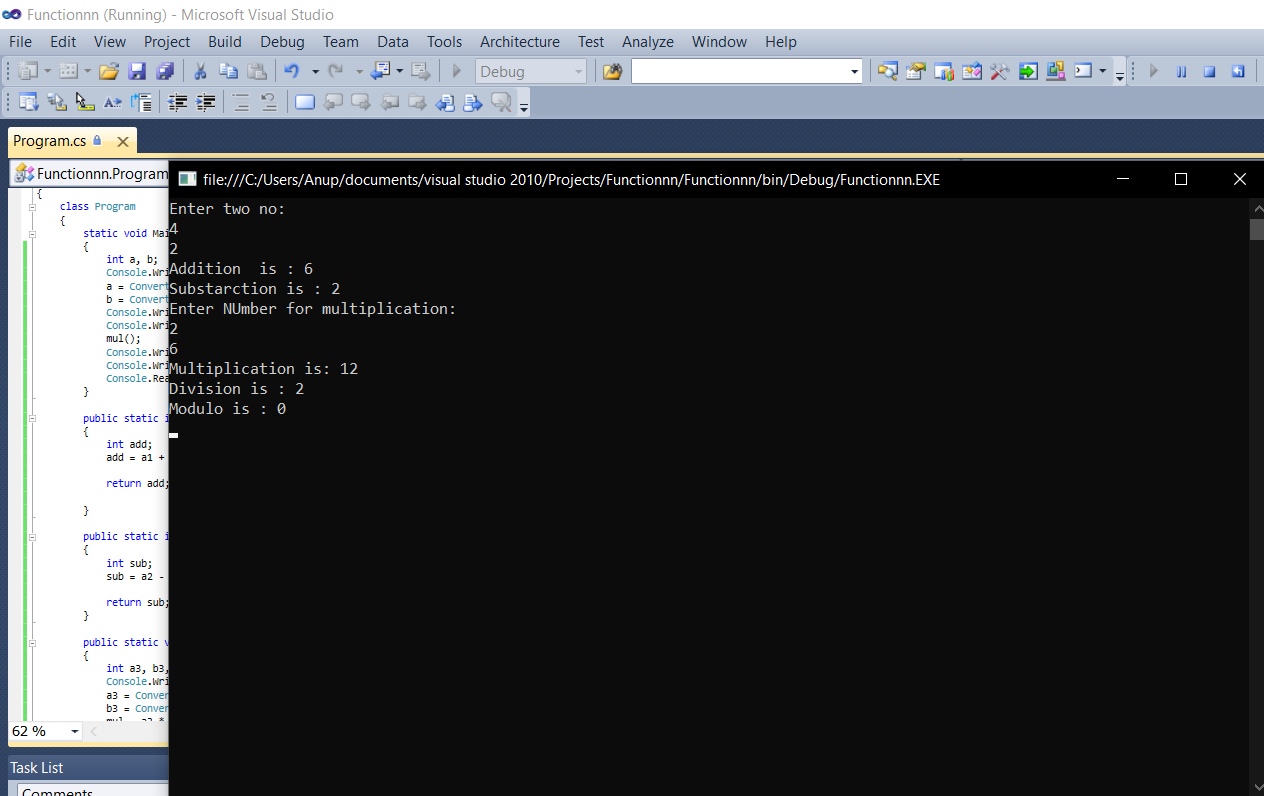 Functionnn (Running) - Microsoft Visual Studio
File Edit View Project Build Debug Team Data Tools Architecture Test Analyze Window Help
Debug
Program.cs
Functionnn.Program
file:///C:/Users/Anup/documents/visual studio 2010/Projects/Functionnn/Functionnn/bin/Debug/Functionnn.EXE
{
class Program
{
static void Mai
{
int a, b;
Console.Wri
a = Convert
b = Convert
Console.Wri
Console.Wri
mul();
Console.Wri
Console.Wri
Console.Rea
}
public static i
{
int add;
add = a1 +
return add;
}
public static i
{
int sub;
sub = a2 -
return sub;
}
public static v
{
int a3, b3,
Console.Wri
a3 = Conver
b3 = Conver
62 %
Task List
Comments
Enter two no:
4
2
Addition  is : 6
Substarction is : 2
Enter NUmber for multiplication:
2
6
Multiplication is: 12
Division is : 2
Modulo is : 0